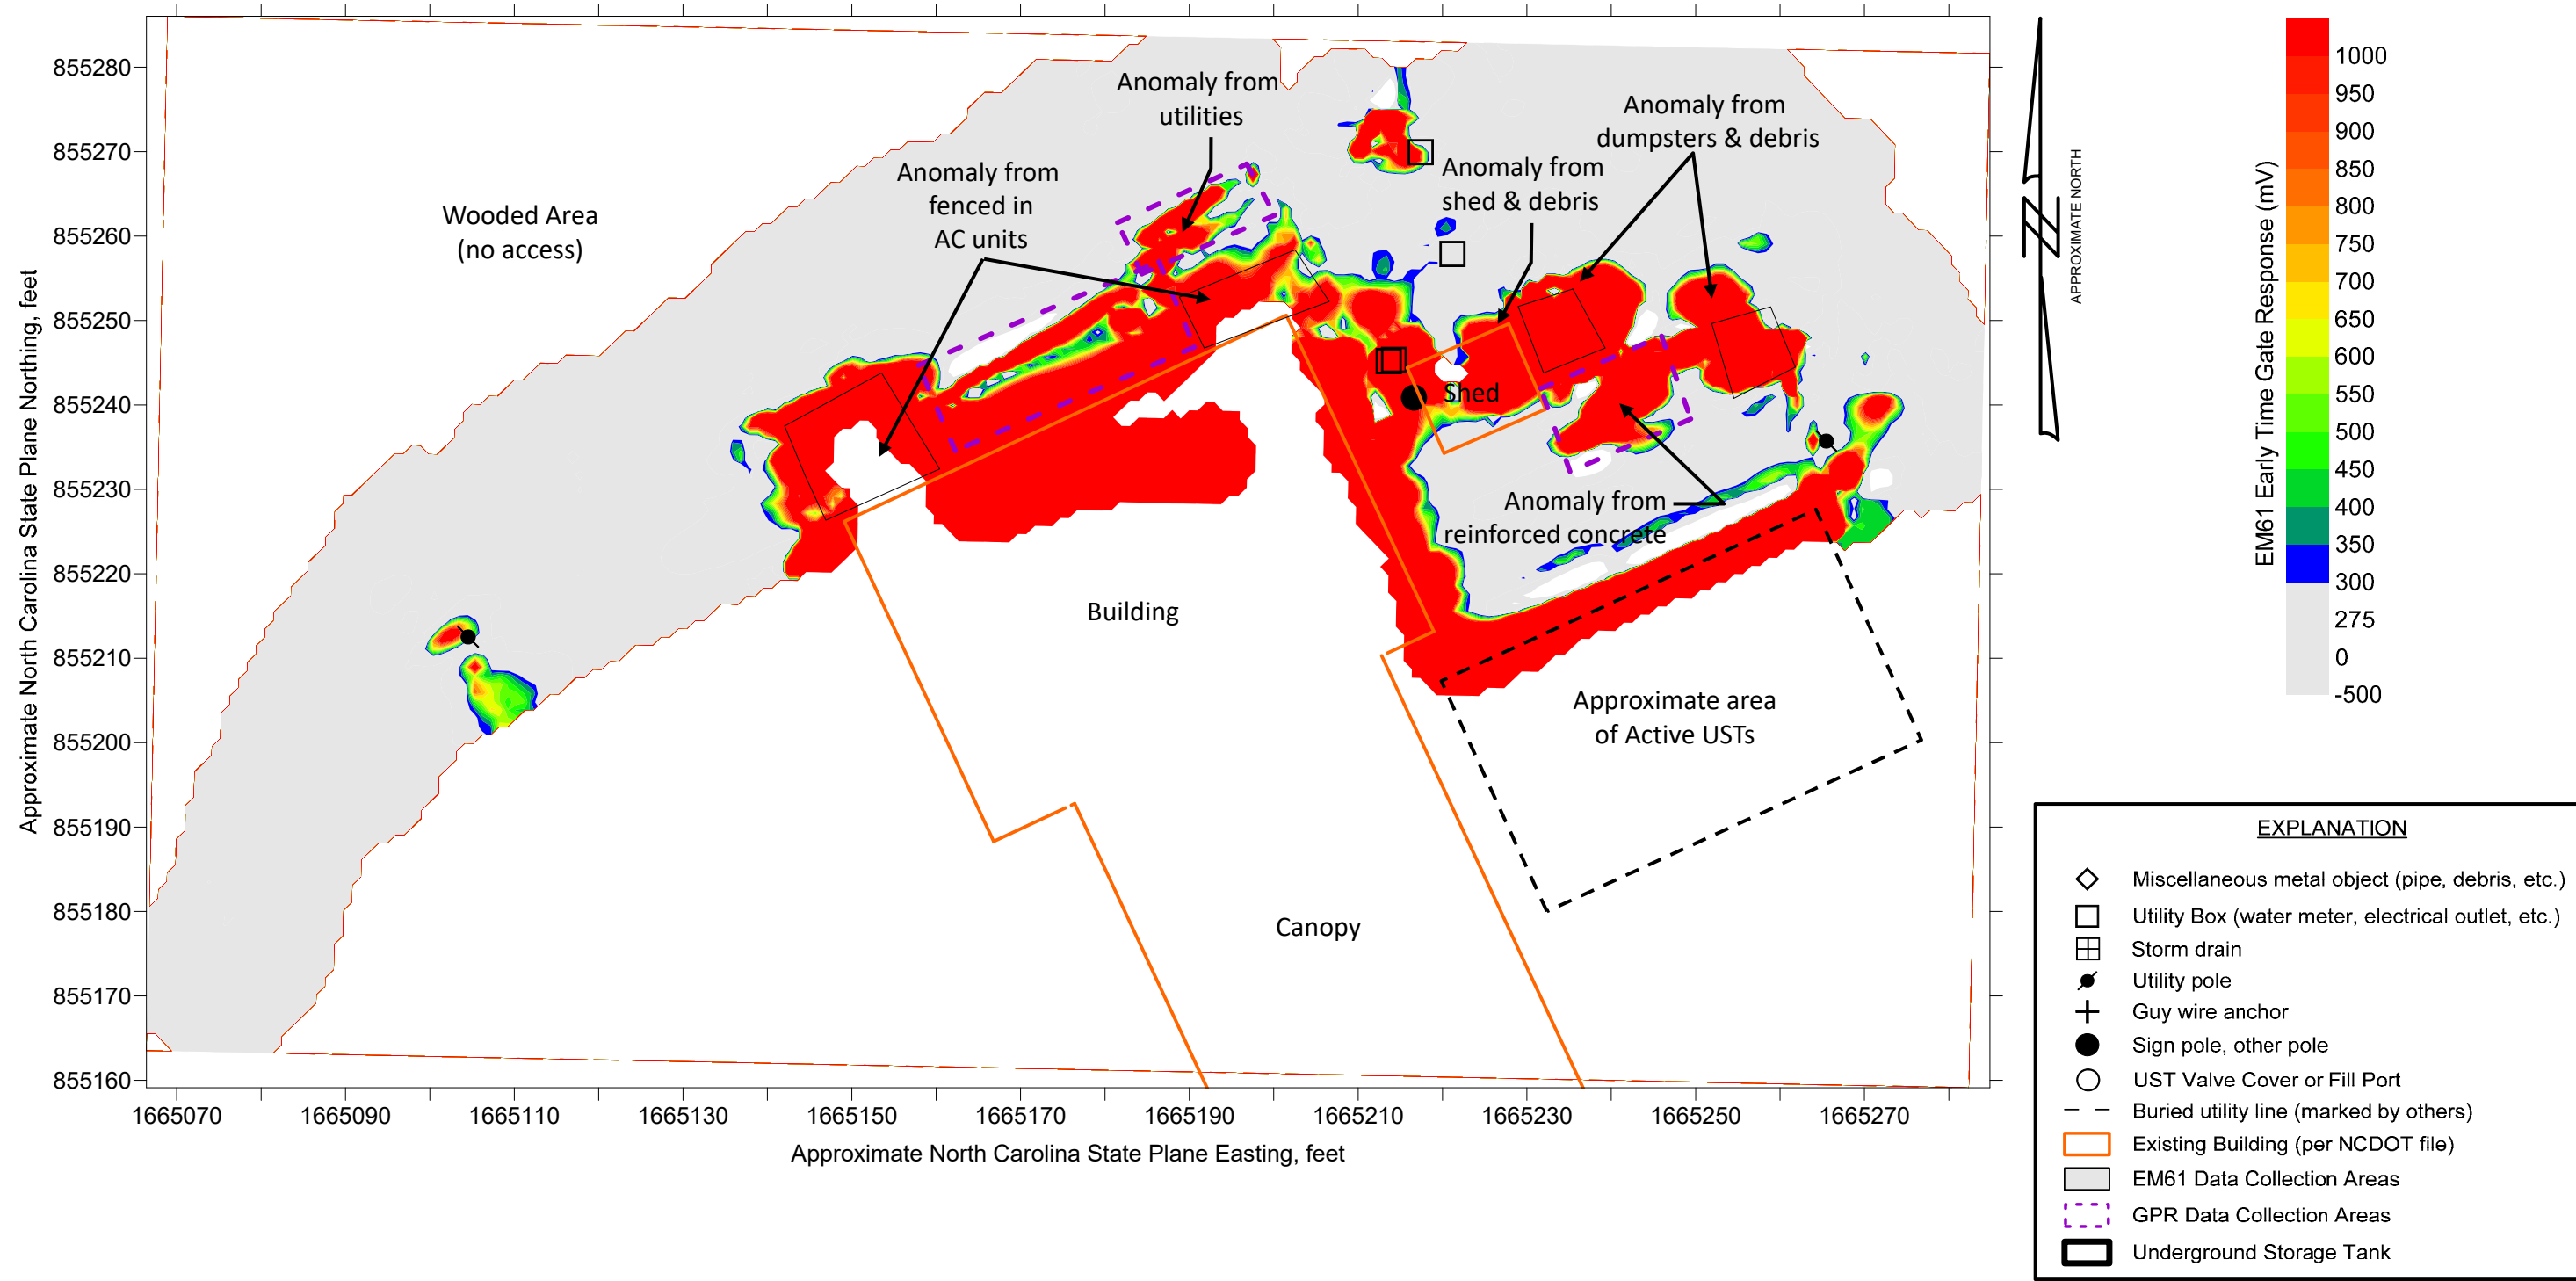 Anomaly from
utilities
Anomaly from
fenced in
AC units
Wooded Area
(no access)
Anomaly from
dumpsters & debris
Anomaly from
shed & debris
Shed
Anomaly from
reinforced concrete
Building
Approximate area
of Active USTs
Canopy
855280
855270
855260
855250
855240
855230
855220
855210
855200
855190
855180
855170
855160
Approximate North Carolina State Plane Northing, feet
1665070
1665090
1665110
1665130
1665150
1665170
1665190
1665210
1665230
1665250
1665270
Approximate North Carolina State Plane Easting, feet
N
APPROXIMATE NORTH
EM61 Early Time Gate Response (mV)
1000
950
900
850
800
750
700
650
600
550
500
450
400
350
300
275
0
-500
EXPLANATION
Miscellaneous metal object (pipe, debris, etc.)
Utility Box (water meter, electrical outlet, etc.)
Storm drain
Utility pole
Guy wire anchor
Sign pole, other pole
UST Valve Cover or Fill Port
Buried utility line (marked by others)
Existing Building (per NCDOT file)
EM61 Data Collection Areas
GPR Data Collection Areas
Underground Storage Tank